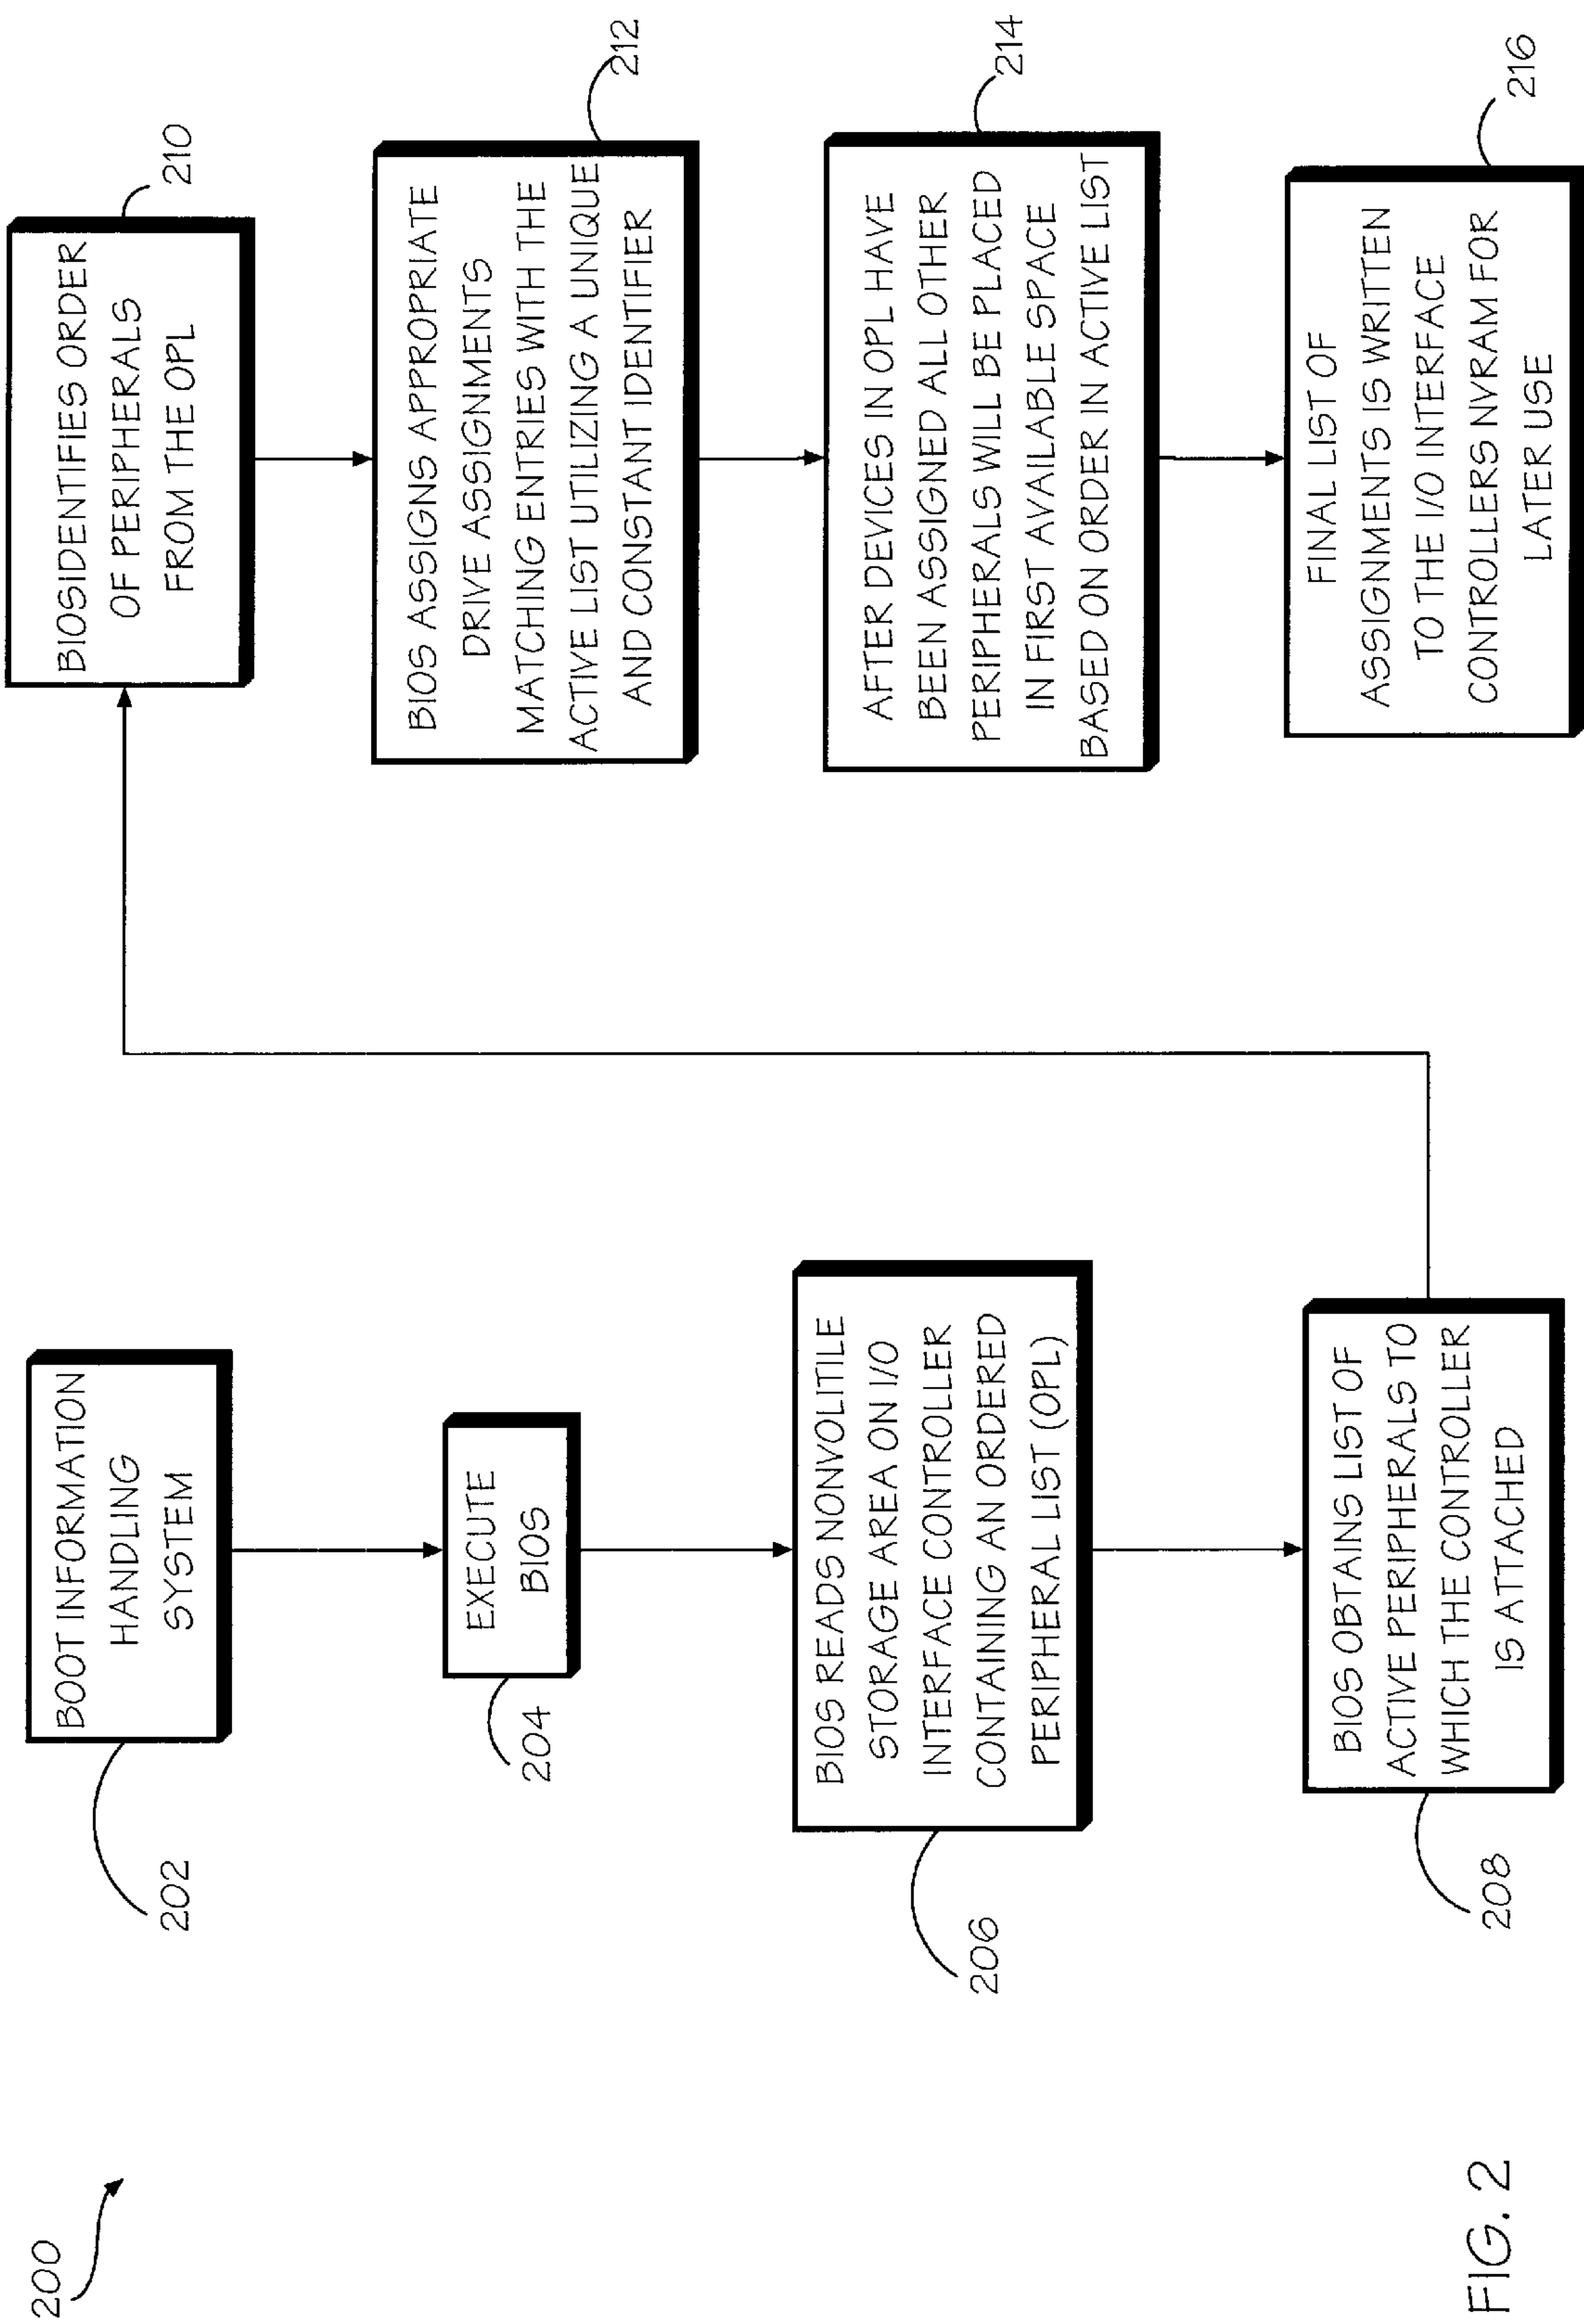 200
BOOT INFORMATION
HANDLING
SYSTEM
202
EXECUTE
BIOS
204
BIOS READS NONVOLITILE
STORAGE AREA ON I/O
INTERFACE CONTROLLER
CONTAINING AN ORDERED
PERIPHERAL LIST (OPL)
206
BIOS OBTAINS LIST OF
ACTIVE PERIPHERALS TO
WHICH THE CONTROLLER
IS ATTACHED
208
BIOSIDENTIFIES ORDER
OF PERIPHERALS
FROM THE OPL
210
BIOS ASSIGNS APPROPRIATE
DRIVE ASSIGNMENTS
MATCHING ENTRIES WITH THE
ACTIVE LIST UTILIZING A UNIQUE
AND CONSTANT IDENTIFIER
212
AFTER DEVICES IN OPL HAVE
BEEN ASSIGNED ALL OTHER
PERIPHERALS WILL BE PLACED
IN FIRST AVAILABLE SPACE
BASED ON ORDER IN ACTIVE LIST
214
FINAL LIST OF
ASSIGNMENTS IS WRITTEN
TO THE I/O INTERFACE
CONTROLLERS NVRAM FOR
LATER USE
216
FIG. 2